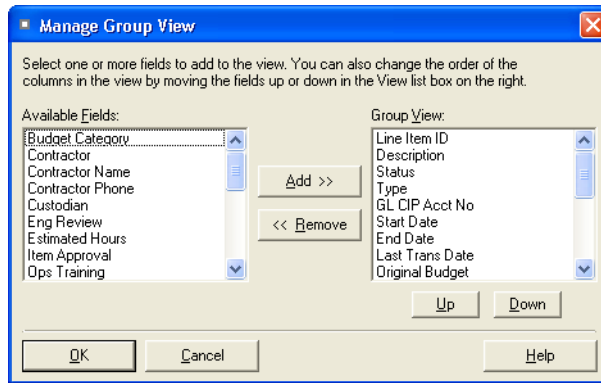 Manage Group View
Select one or more fields to add to the view. You can also change the order of the
columns in the view by moving the fields up or down in the View list box on the right.
Available Fields:
Budget Category
Contractor
Contractor Name
Contractor Phone
Custodian
Eng Review
Estimated Hours
Item Approval
Ops Training
Add >>
<< Remove
Group View:
Line Item ID
Description
Status
Type
GL CIP Acct No
Start Date
End Date
Last Trans Date
Original Budget
Up
Down
OK
Cancel
Help